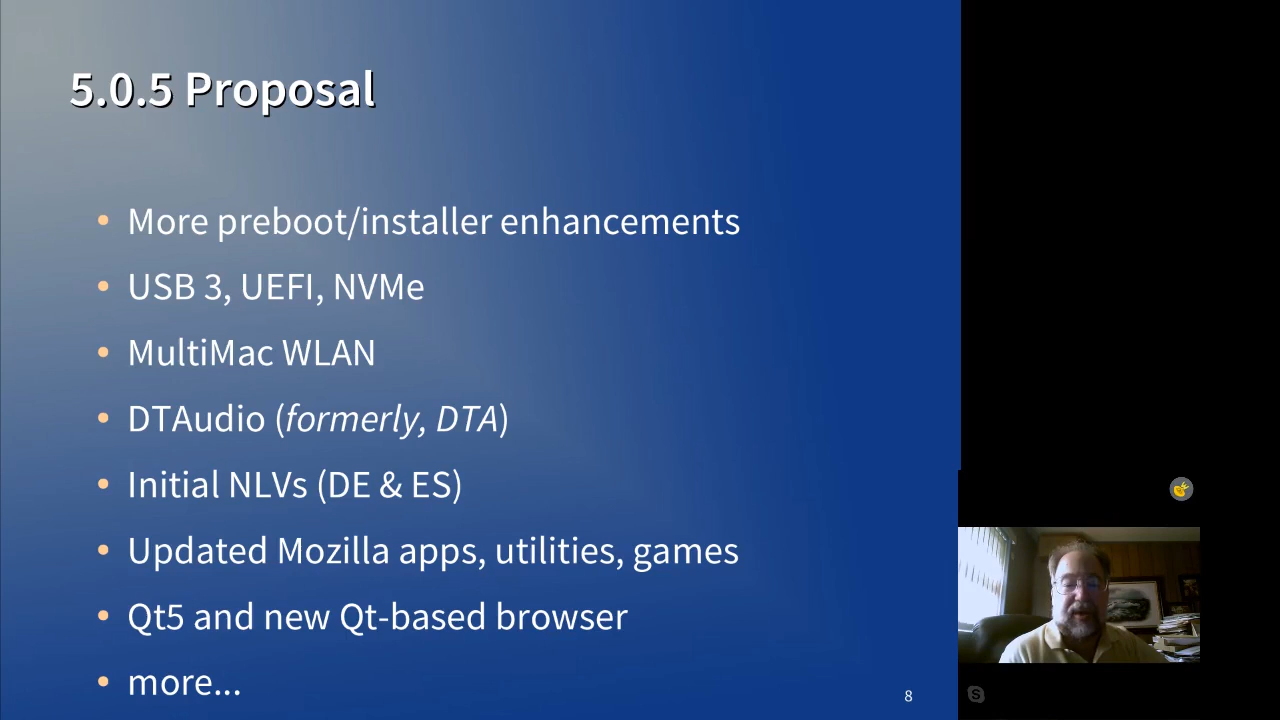 5.0.5 Proposal
• More preboot/installer enhancements
• USB 3, UEFI, NVMe
• MultiMac WLAN
• DTAudio (formerly, DTA)
• Initial NLVs (DE & ES)
• Updated Mozilla apps, utilities, games
• Qt5 and new Qt-based browser
• more...
8